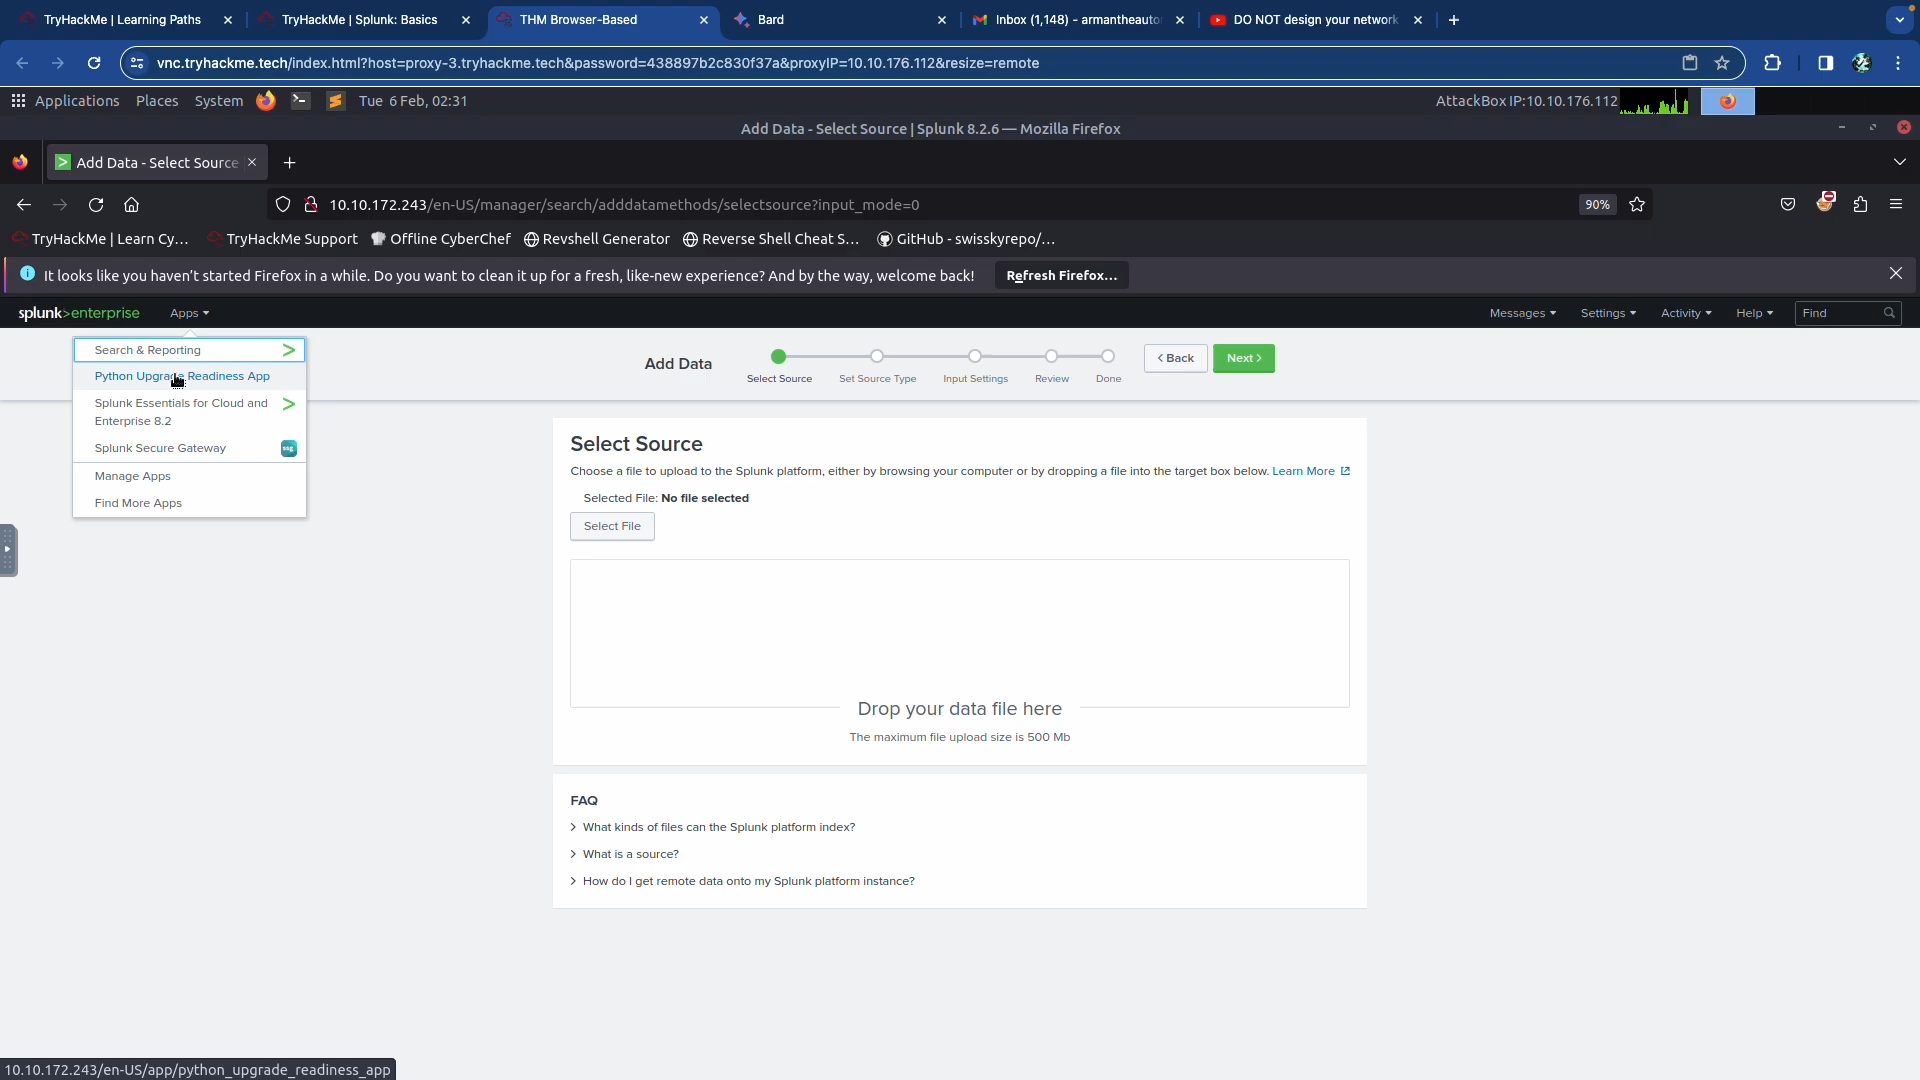 TryHackMe | Learning Paths
TryHackMe | Splunk: Basics
THM Browser-Based
Bard
Inbox (1,148) - armantheauto
DO NOT design your network
vnc.tryhackme.tech/index.html?host=proxy-3.tryhackme.tech&password=438897b2c830f37a&proxyIP=10.10.176.112&resize=remote
Applications Places System Tue 6 Feb, 02:31
AttackBox IP:10.10.176.112
Add Data - Select Source | Splunk 8.2.6 — Mozilla Firefox
Add Data - Select Source
10.10.172.243/en-US/manager/search/adddatamethods/selectsource?input_mode=0
90%
TryHackMe | Learn Cy...
TryHackMe Support
Offline CyberChef
Revshell Generator
Reverse Shell Cheat S...
GitHub - swisskyrepo/...
It looks like you haven't started Firefox in a while. Do you want to clean it up for a fresh, like-new experience? And by the way, welcome back!
Refresh Firefox...
splunk>enterprise
Apps
Messages
Settings
Activity
Help
Find
Search & Reporting
Python Upgrade Readiness App
Splunk Essentials for Cloud and
Enterprise 8.2
Splunk Secure Gateway
ssg
Manage Apps
Find More Apps
Add Data
Select Source
Set Source Type
Input Settings
Review
Done
< Back
Next >
Select Source
Choose a file to upload to the Splunk platform, either by browsing your computer or by dropping a file into the target box below. Learn More
Selected File: No file selected
Select File
Drop your data file here
The maximum file upload size is 500 Mb
FAQ
> What kinds of files can the Splunk platform index?
> What is a source?
> How do I get remote data onto my Splunk platform instance?
10.10.172.243/en-US/app/python_upgrade_readiness_app